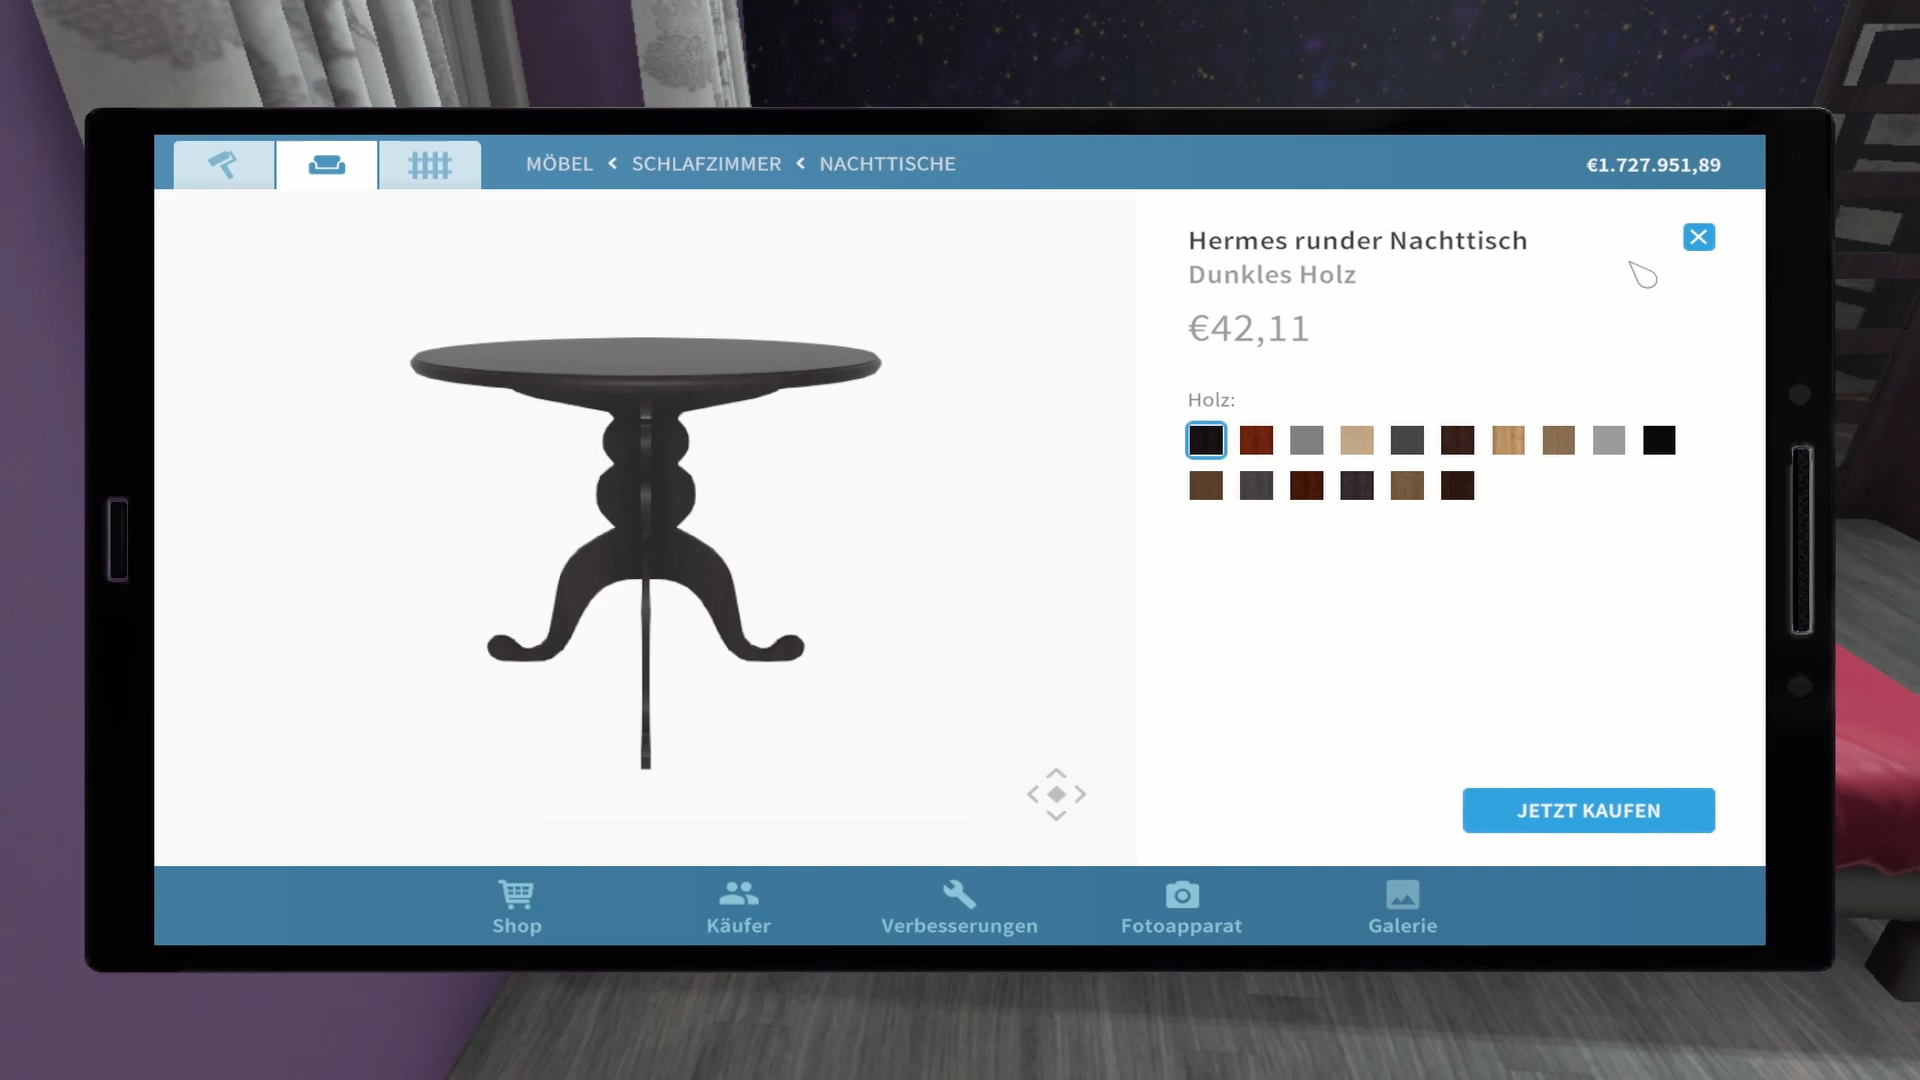 MÖBEL < SCHLAFZIMMER < NACHTTISCHE
€1.727.951,89
Hermes runder Nachttisch
Dunkles Holz
€42,11
Holz:
JETZT KAUFEN
Shop
Käufer
Verbesserungen
Fotoapparat
Galerie